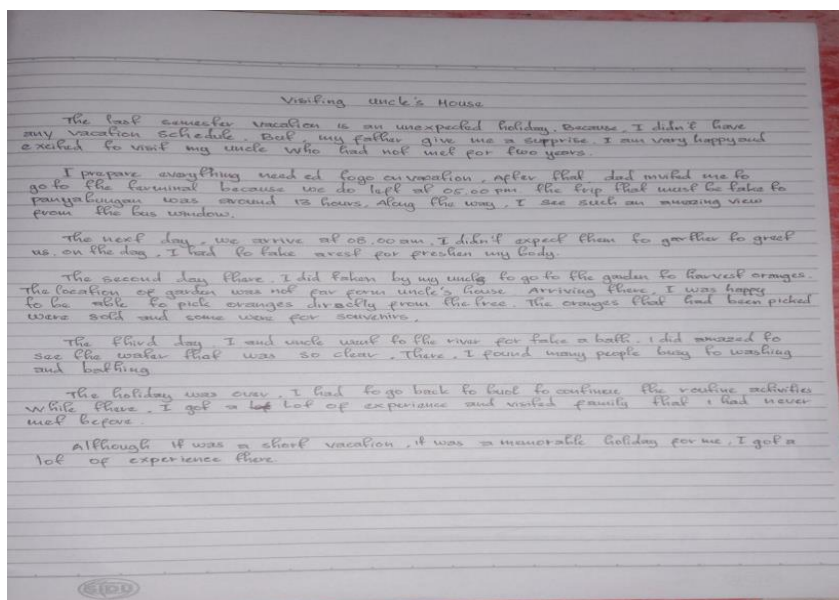 Visiting uncle's House
The last semester vacation is an unexpected holiday. Because, I didn't have
any vacation schedule. But my father give me a supprise. I am vary happy and
excited to visit my uncle who had not met for two years.
I prepare everything need ed togo on vacation. After that dad invited me to
go to the terminal because we do left at 05.00 pm. the trip that must be take to
panyabungan was around 13 hours. Along the way, I see such an amazing view
from the bus window.
The next day, we arrive at 08.00 am, I didn't expect them to garther to greet
us. on the day, I had to take arest for preshen my body.
The second day there, I did taken by my uncle to go to the garden to harvest oranges.
The location of garden was not far form uncle's house. Arriving there, I was happy
to be able to pick oranges directly from the tree. The oranges that had been picked
were sold and some were for souvenirs.
The third day, I and uncle went to the river for take a bath. I did amazed to
see the water that was so clear. There, I found many people busy to washing
and bathing
The holiday was over, I had to go back to to continue the routine activities
while there, I got a lot of experience and visited family that I had never
met before.
Although it was a short vacation, it was a memorable holiday for me, I got a
lot of experience there.
SIDU